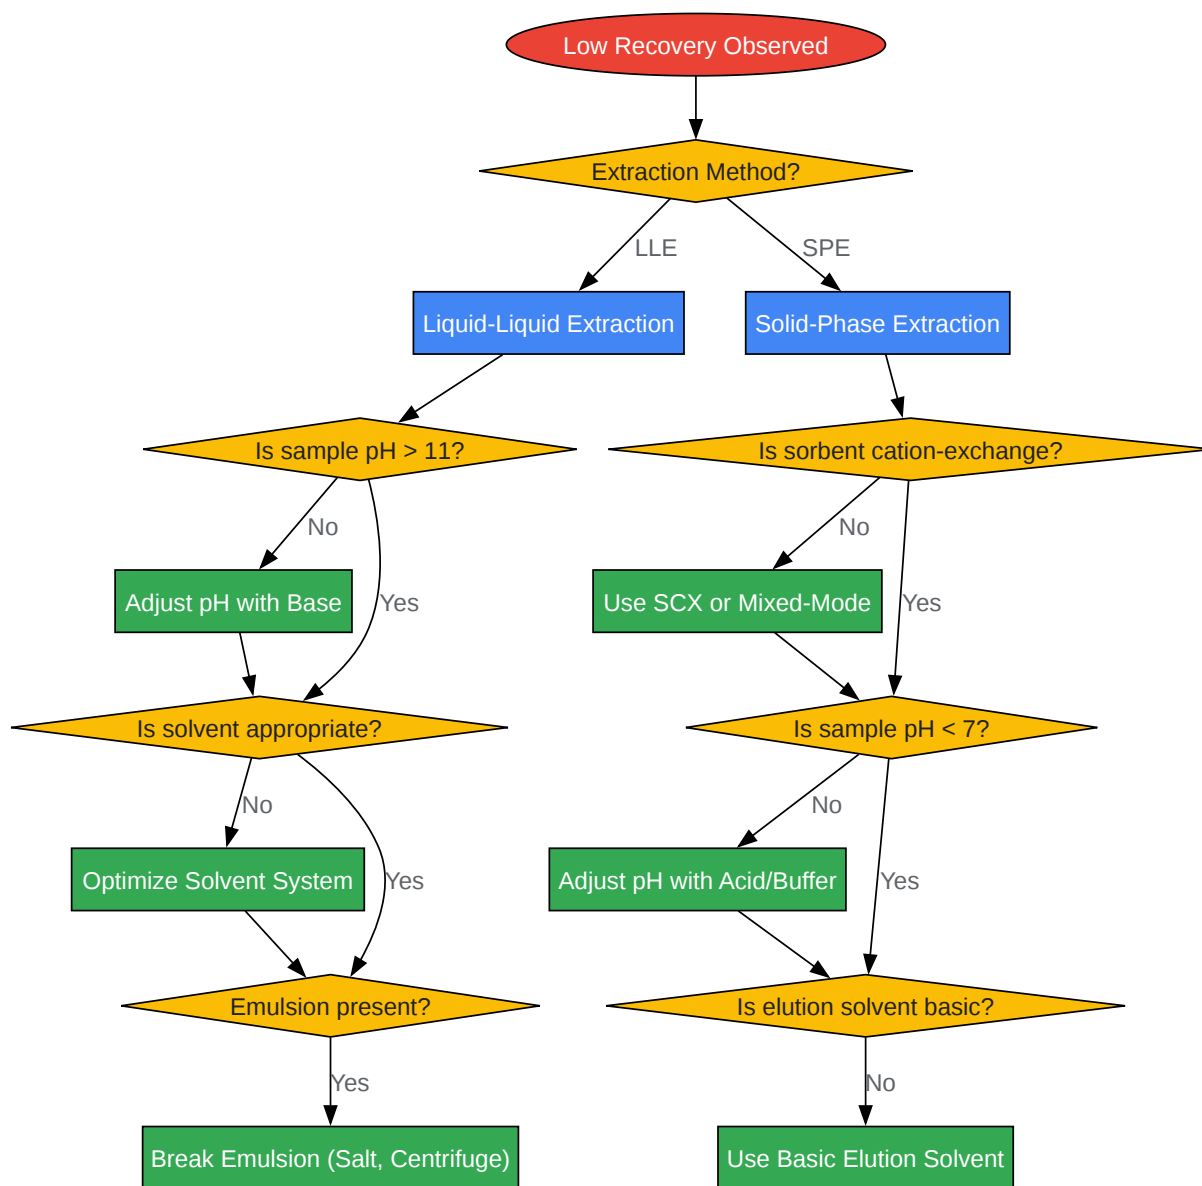 Low Recovery Observed
Extraction Method?
LLE
SPE
Liquid-Liquid Extraction
Solid-Phase Extraction
Is sample pH > 11?
Is sorbent cation-exchange?
No
No
Adjust pH with Base
Yes
Use SCX or Mixed-Mode
Yes
Is solvent appropriate?
Is sample pH < 7?
No
No
Optimize Solvent System
Yes
Adjust pH with Acid/Buffer
Yes
Emulsion present?
Is elution solvent basic?
Yes
No
Break Emulsion (Salt, Centrifuge)
Use Basic Elution Solvent